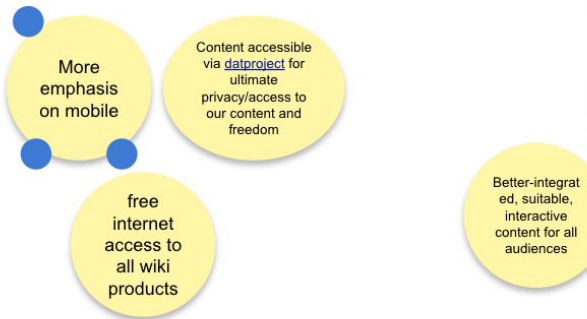 More
emphasis
on mobile
Content accessible
via datproject for
ultimate
privacy/access to
our content and
freedom
free
internet
access to
all wiki
products
Better-integrat
ed, suitable,
interactive
content for all
audiences